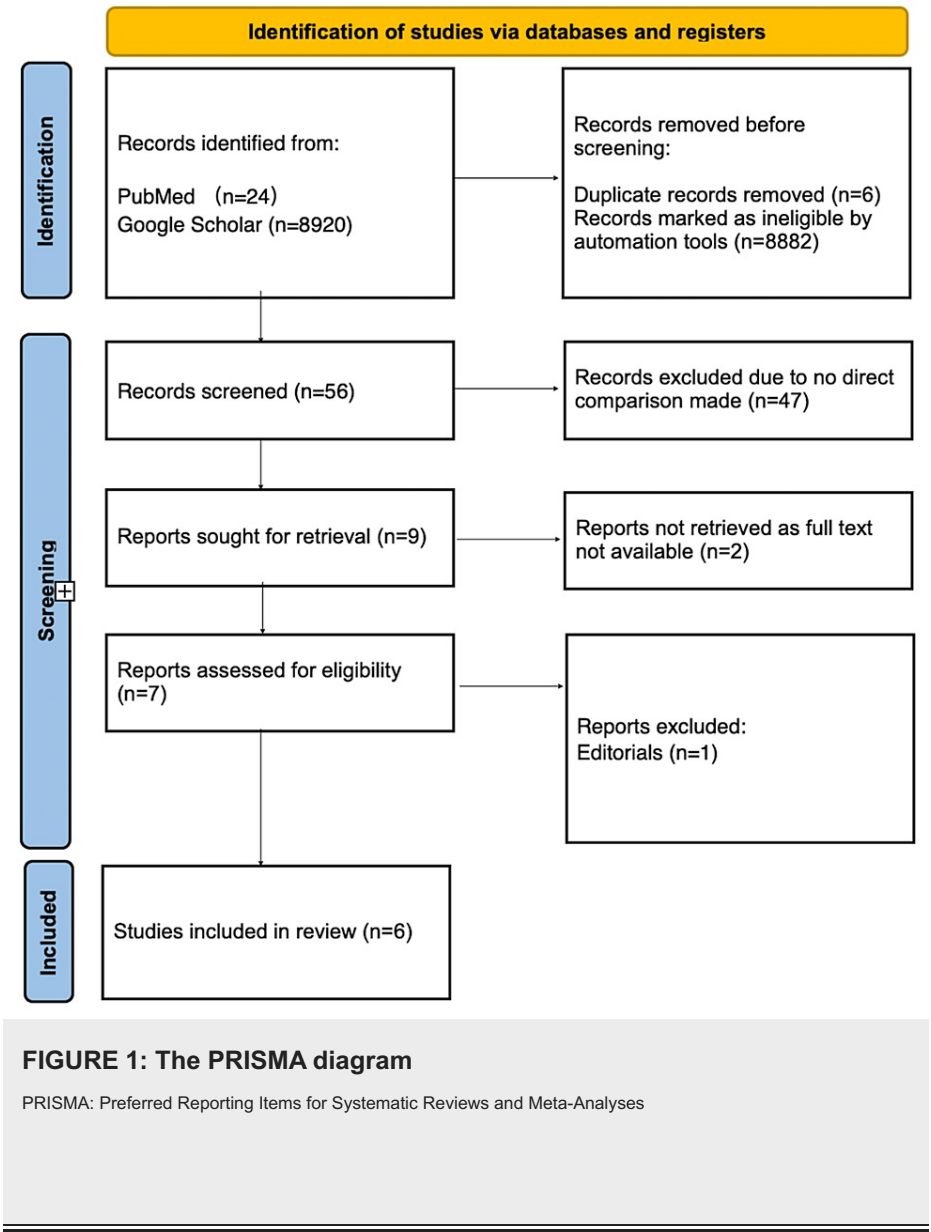 Identification of studies via databases and registers
Identification
Records identified from:
PubMed (n=24)
Google Scholar (n=8920)
Records removed before
screening:
Duplicate records removed (n=6)
Records marked as ineligible by
automation tools (n=8882)
Screening
Records screened (n=56)
Records excluded due to no direct
comparison made (n=47)
Reports sought for retrieval (n=9)
Reports not retrieved as full text
not available (n=2)
Reports assessed for eligibility
(n=7)
Reports excluded:
Editorials (n=1)
Included
Studies included in review (n=6)
FIGURE 1: The PRISMA diagram
PRISMA: Preferred Reporting Items for Systematic Reviews and Meta-Analyses